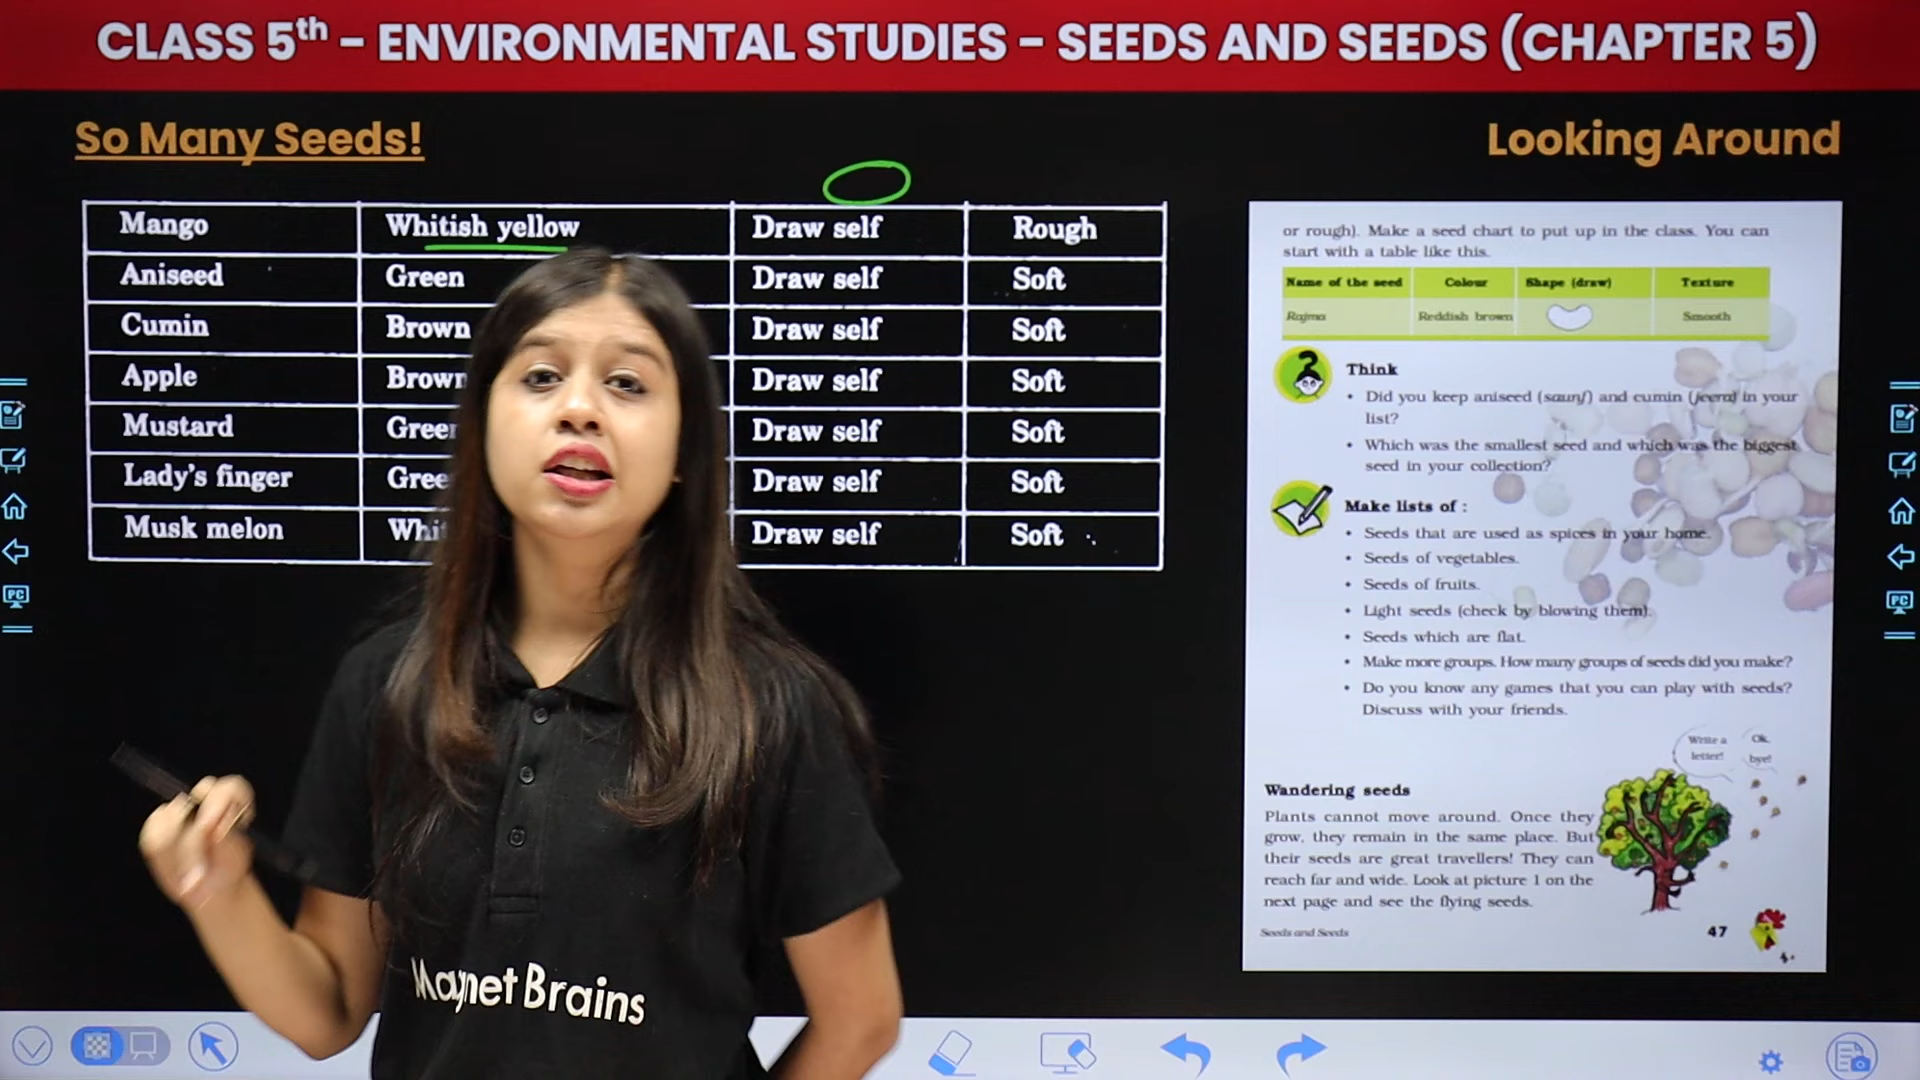 CLASS 5th – ENVIRONMENTAL STUDIES – SEEDS AND SEEDS (CHAPTER 5)
So Many Seeds!
Looking Around
Mango Whitish yellow Draw self Rough
Aniseed Green Draw self Soft
Cumin Brown Draw self Soft
Apple Brown Draw self Soft
Mustard Gree Draw self Soft
Lady's finger Gree Draw self Soft
Musk melon Whi Draw self Soft
or rough). Make a seed chart to put up in the class. You can
start with a table like this.
Name of the seed Colour Shape (draw) Texture
Rajma Reddish brown Smooth
Think
• Did you keep aniseed (saunf) and cumin (jeera) in your
list?
• Which was the smallest seed and which was the biggest
seed in your collection?
Make lists of :
• Seeds that are used as spices in your home.
• Seeds of vegetables.
• Seeds of fruits.
• Light seeds (check by blowing them).
• Seeds which are flat.
• Make more groups. How many groups of seeds did you make?
• Do you know any games that you can play with seeds?
Discuss with your friends.
Write a
letter!
Ok,
bye!
Wandering seeds
Plants cannot move around. Once they
grow, they remain in the same place. But
their seeds are great travellers! They can
reach far and wide. Look at picture 1 on the
next page and see the flying seeds.
Seeds and Seeds 47
Magnet Brains
PC
PC